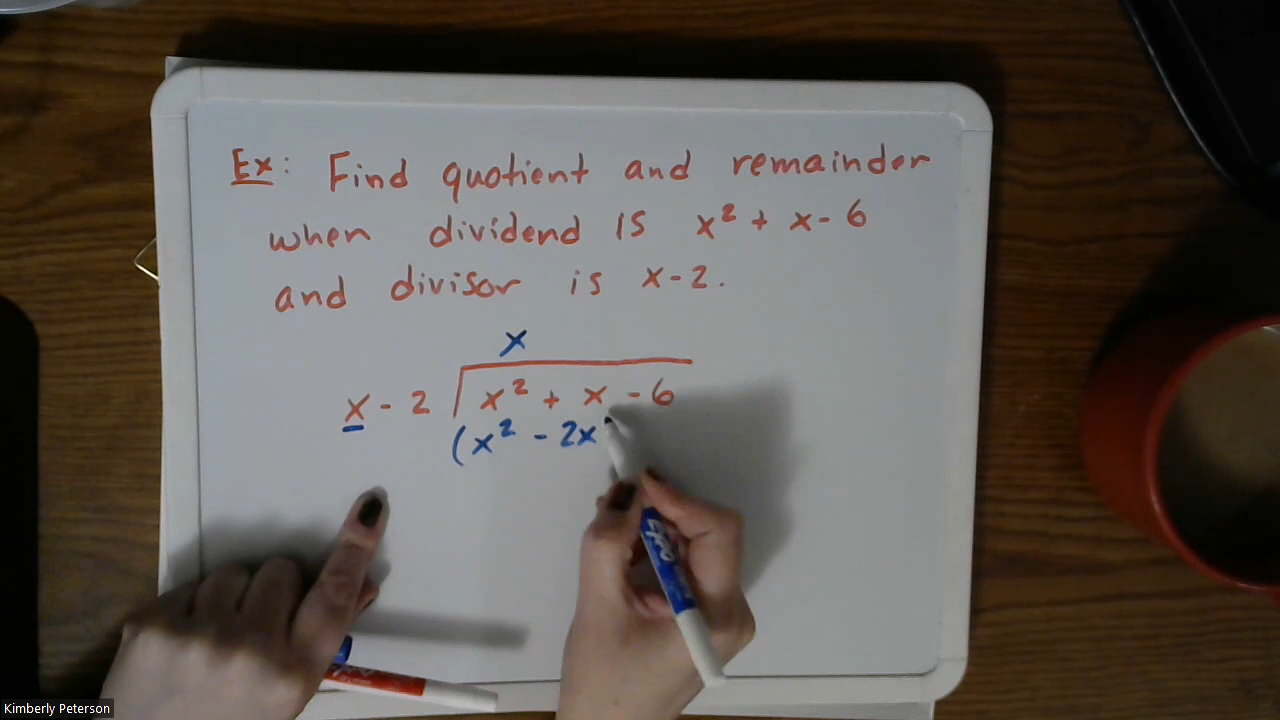 Ex: Find quotient and remainder
when dividend is x² + x - 6
and divisor is x - 2.
x
x - 2 x² + x - 6
(x² - 2x
Expo
Kimberly Peterson